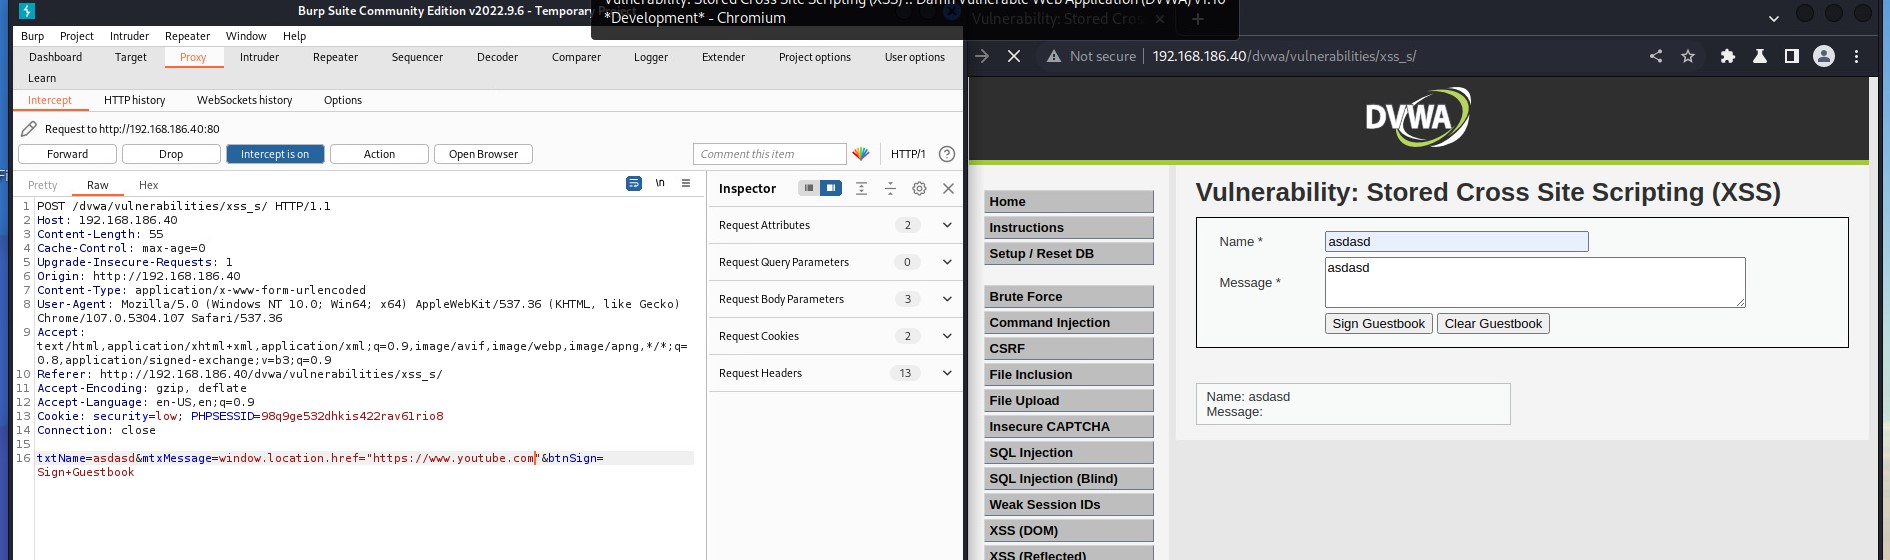 Burp Suite Community Edition v2022.9.6 - Temporary
Burp Project Intruder Repeater Window Help
Dashboard Target Proxy Intruder Repeater Sequencer Decoder Comparer Logger Extender Project options User options
Learn
Intercept HTTP history WebSockets history Options
Request to http://192.168.186.40:80
Forward Drop Intercept is on Action Open Browser Comment this item HTTP/1 ?
Pretty Raw Hex \n
1 POST /dvwa/vulnerabilities/xss_s/ HTTP/1.1
2 Host: 192.168.186.40
3 Content-Length: 55
4 Cache-Control: max-age=0
5 Upgrade-Insecure-Requests: 1
6 Origin: http://192.168.186.40
7 Content-Type: application/x-www-form-urlencoded
8 User-Agent: Mozilla/5.0 (Windows NT 10.0; Win64; x64) AppleWebKit/537.36 (KHTML, like Gecko)
Chrome/107.0.5304.107 Safari/537.36
9 Accept:
text/html,application/xhtml+xml,application/xml;q=0.9,image/avif,image/webp,image/apng,*/*;q=
0.8,application/signed-exchange;v=b3;q=0.9
10 Referer: http://192.168.186.40/dvwa/vulnerabilities/xss_s/
11 Accept-Encoding: gzip, deflate
12 Accept-Language: en-US,en;q=0.9
13 Cookie: security=low; PHPSESSID=98q9ge532dhkis422rav61rio8
14 Connection: close
15
16 txtName=asdasd&mtxMessage=window.location.href="https://www.youtube.com"&btnSign=
Sign+Guestbook
Inspector
Request Attributes 2
Request Query Parameters 0
Request Body Parameters 3
Request Cookies 2
Request Headers 13
Vulnerability: Stored Cross Site Scripting (XSS) :: Damn Vulnerable Web Application (DVWA) v1.10
*Development* - Chromium
Vulnerability: Stored Cros
Not secure 192.168.186.40/dvwa/vulnerabilities/xss_s/
DVWA
Home
Instructions
Setup / Reset DB
Brute Force
Command Injection
CSRF
File Inclusion
File Upload
Insecure CAPTCHA
SQL Injection
SQL Injection (Blind)
Weak Session IDs
XSS (DOM)
XSS (Reflected)
Vulnerability: Stored Cross Site Scripting (XSS)
Name * asdasd
Message * asdasd
Sign Guestbook Clear Guestbook
Name: asdasd
Message: